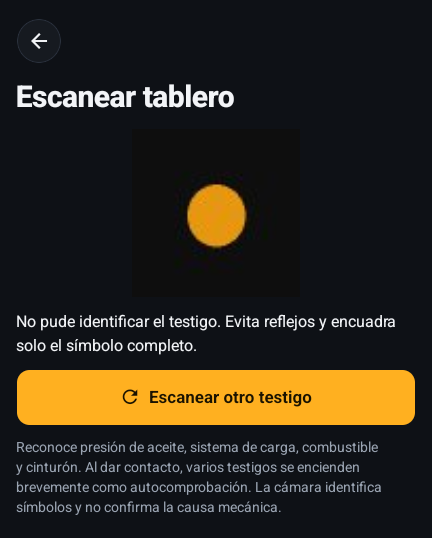 Escanear tablero
No pude identificar el testigo. Evita reflejos y encuadra
solo el símbolo completo.
Escanear otro testigo
Reconoce presión de aceite, sistema de carga, combustible
y cinturón. Al dar contacto, varios testigos se encienden
brevemente como autocomprobación. La cámara identifica
símbolos y no confirma la causa mecánica.